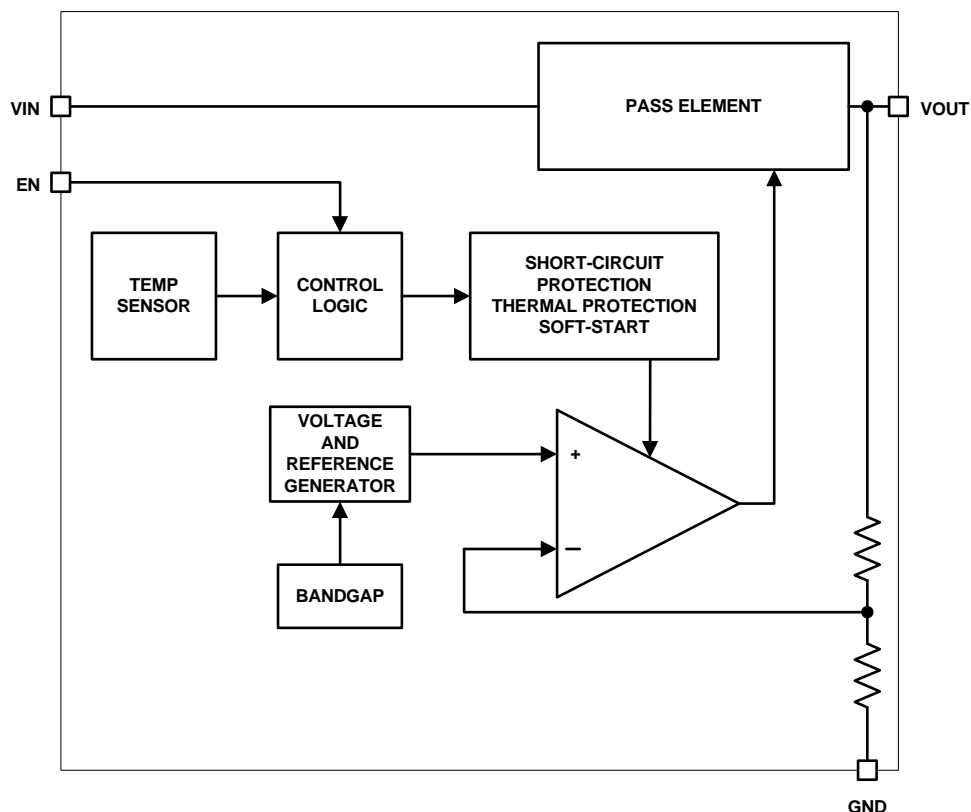 PASS ELEMENT
VIN
VOUT
EN
TEMP
SENSOR
CONTROL
LOGIC
SHORT-CIRCUIT
PROTECTION
THERMAL PROTECTION
SOFT-START
VOLTAGE
AND
REFERENCE
GENERATOR
+
−
BANDGAP
GND